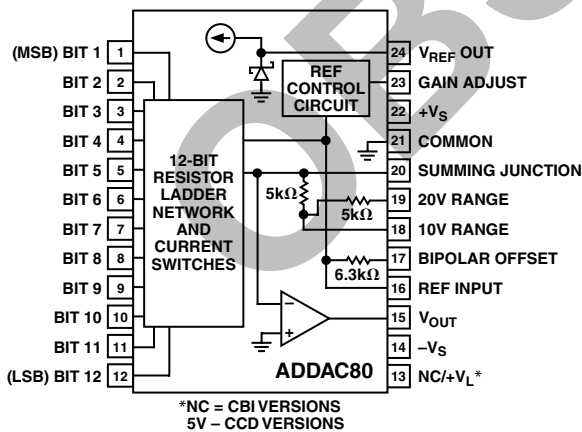 (MSB) BIT 1 1
BIT 2 2
BIT 3 3
BIT 4 4
BIT 5 5
BIT 6 6
BIT 7 7
BIT 8 8
BIT 9 9
BIT 10 10
BIT 11 11
(LSB) BIT 12 12
12-BIT
RESISTOR
LADDER
NETWORK
AND
CURRENT
SWITCHES
REF
CONTROL
CIRCUIT
5kΩ
5kΩ
6.3kΩ
–
+
ADDAC80
24 VREF OUT
23 GAIN ADJUST
22 +VS
21 COMMON
20 SUMMING JUNCTION
19 20V RANGE
18 10V RANGE
17 BIPOLAR OFFSET
16 REF INPUT
15 VOUT
14 –VS
13 NC/+VL*
*NC = CBI VERSIONS
5V – CCD VERSIONS